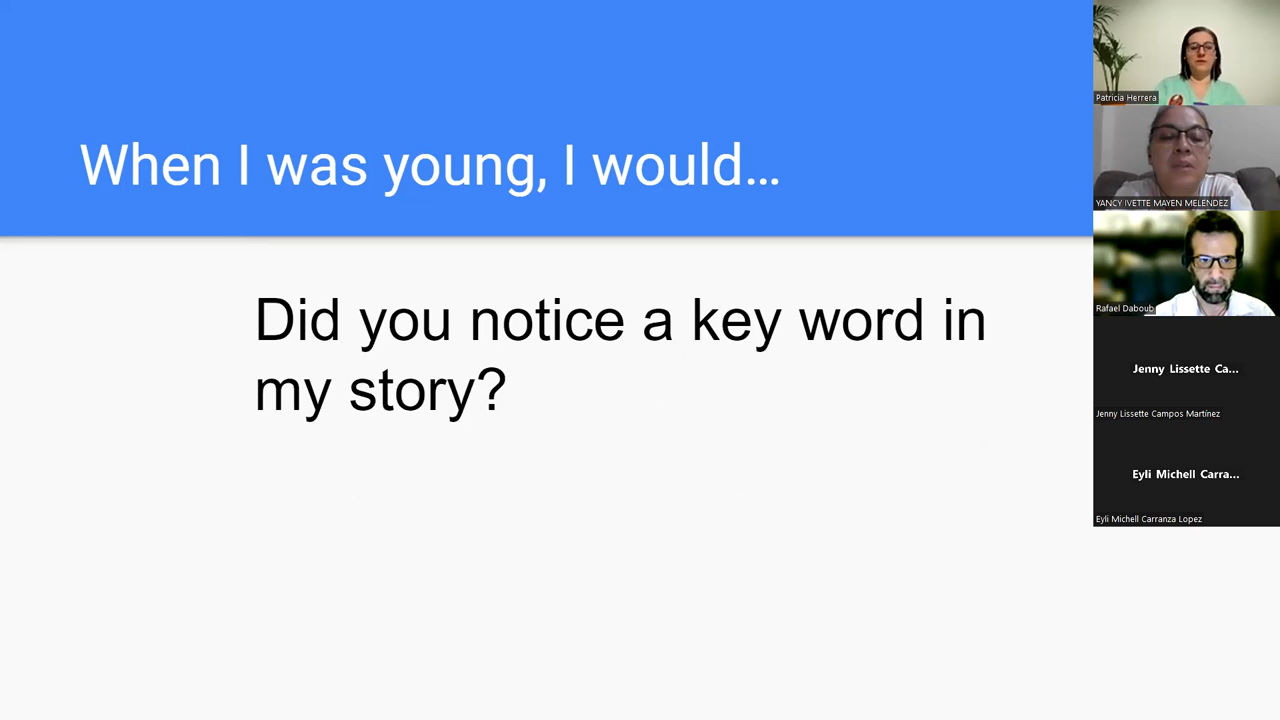 When I was young, I would…
Did you notice a key word in
my story?
Patricia Herrera
YANCY IVETTE MAYEN MELENDEZ
Rafael Daboub
Jenny Lissette Ca...
Jenny Lissette Campos Martínez
Eyli Michell Carra...
Eyli Michell Carranza Lopez